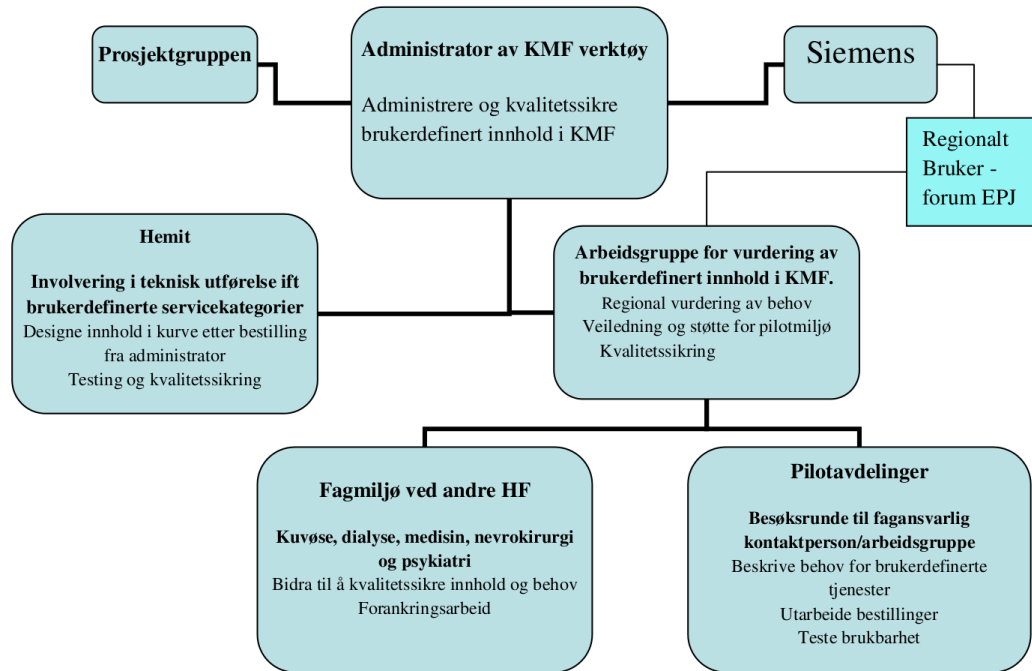 Prosjektgruppen
Administrator av KMF verktøy
Administrere og kvalitetssikre
brukerdefinert innhold i KMF
Siemens
Regionalt
Bruker -
forum EPJ
Hemit
Involvering i teknisk utførelse ift
brukerdefinerte servicekategorier
Designe innhold i kurve etter bestilling
fra administrator
Testing og kvalitetssikring
Arbeidsgruppe for vurdering av
brukerdefinert innhold i KMF.
Regional vurdering av behov
Veiledning og støtte for pilotmiljø
Kvalitetssikring
Fagmiljø ved andre HF
Kuvøse, dialyse, medisin, nevrokirurgi
og psykiatri
Bidra til å kvalitetssikre innhold og behov
Forankringsarbeid
Pilotavdelinger
Besøksrunde til fagansvarlig
kontaktperson/arbeidsgruppe
Beskrive behov for brukerdefinerte
tjenester
Utarbeide bestillinger
Teste brukbarhet